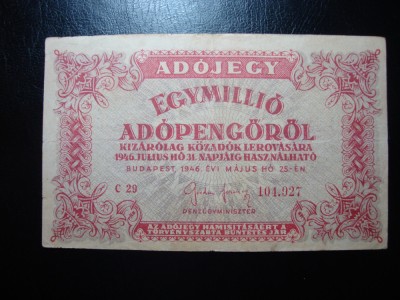 ADÓJEGY
EGYMILLIÓ
ADÓPENGŐRŐL
KIZÁRÓLAG KÖZADÓK LEROVÁSÁRA
1946. JULIUS HÓ 31. NAPJÁIG HASZNÁLHATÓ
BUDAPEST 1946. ÉVI MÁJUS HÓ 25-ÉN
C 29 101.927
PÉNZÜGYMINISZTER
AZ ADÓJEGY HAMISITÁSÁÉRT A
TÖRVÉNYSZABTA BÜNTETÉS JÁR.